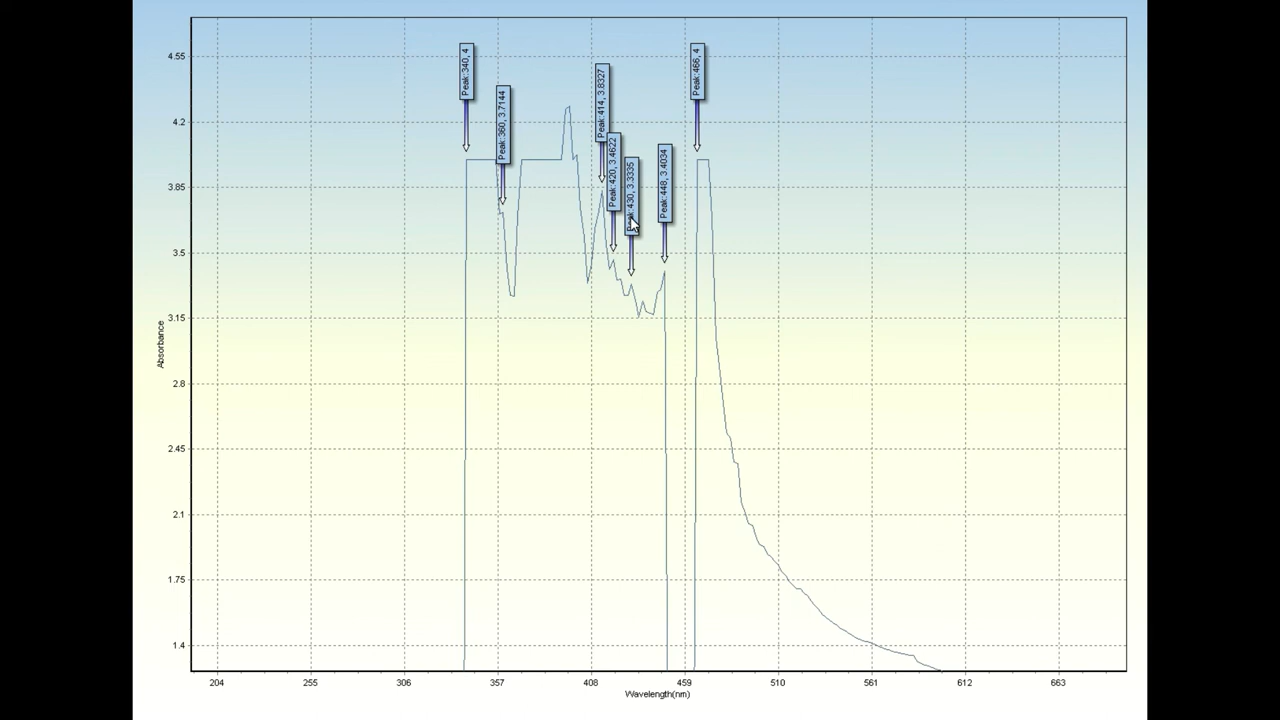 4.55
4.2
3.85
3.5
3.15
2.8
2.45
2.1
1.75
1.4
Absorbance
Peak:340, 4
Peak:360, 3.7144
Peak:414, 3.8327
Peak:420, 3.4622
Peak:430, 3.3335
Peak:448, 3.4034
Peak:466, 4
204 255 306 357 408 459 510 561 612 663
Wavelength(nm)